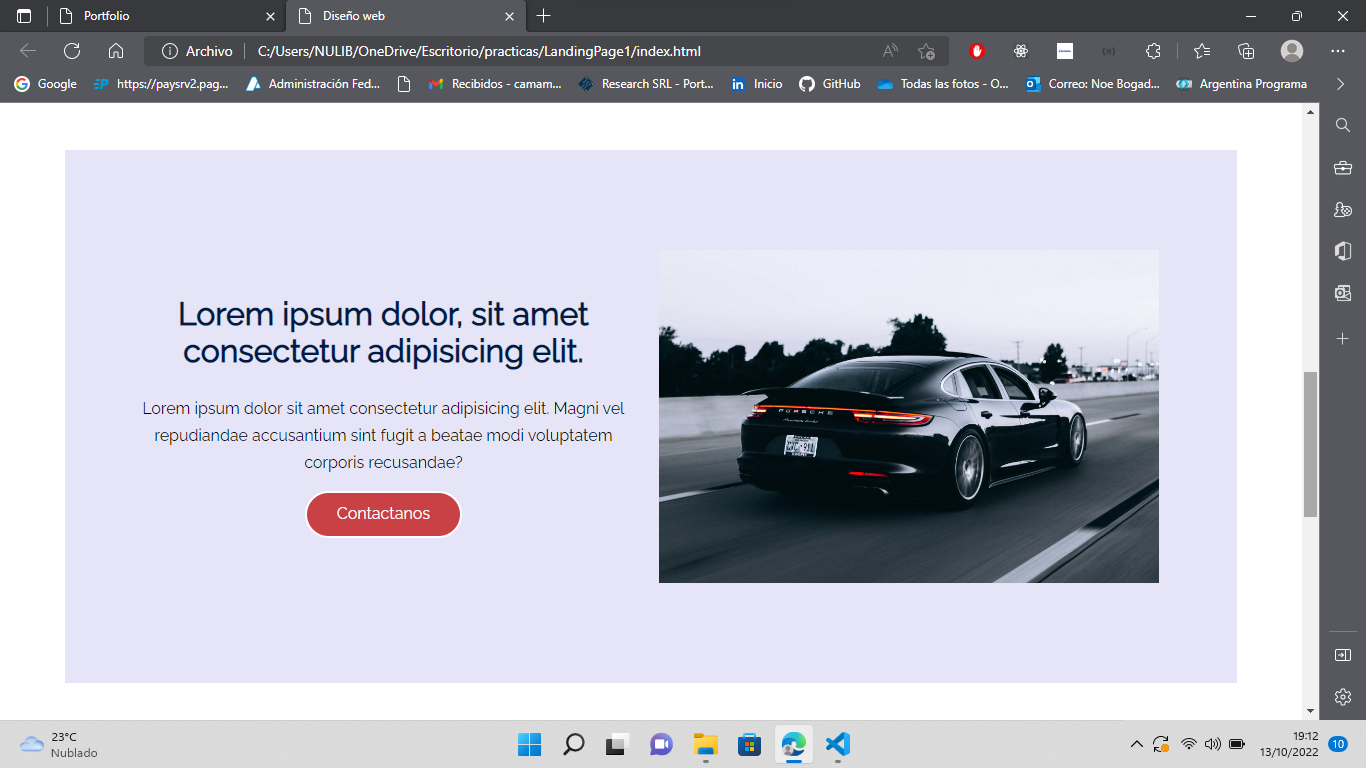 Portfolio
Diseño web
Archivo
C:/Users/NULIB/OneDrive/Escritorio/practicas/LandingPage1/index.html
Google
https://paysrv2.pag...
Administración Fed...
Recibidos - camam...
Research SRL - Port...
Inicio
GitHub
Todas las fotos - O...
Correo: Noe Bogad...
Argentina Programa
Lorem ipsum dolor, sit amet
consectetur adipisicing elit.
Lorem ipsum dolor sit amet consectetur adipisicing elit. Magni vel
repudiandae accusantium sint fugit a beatae modi voluptatem
corporis recusandae?
Contactanos
PORSCHE
23°C
Nublado
19:12
13/10/2022
10